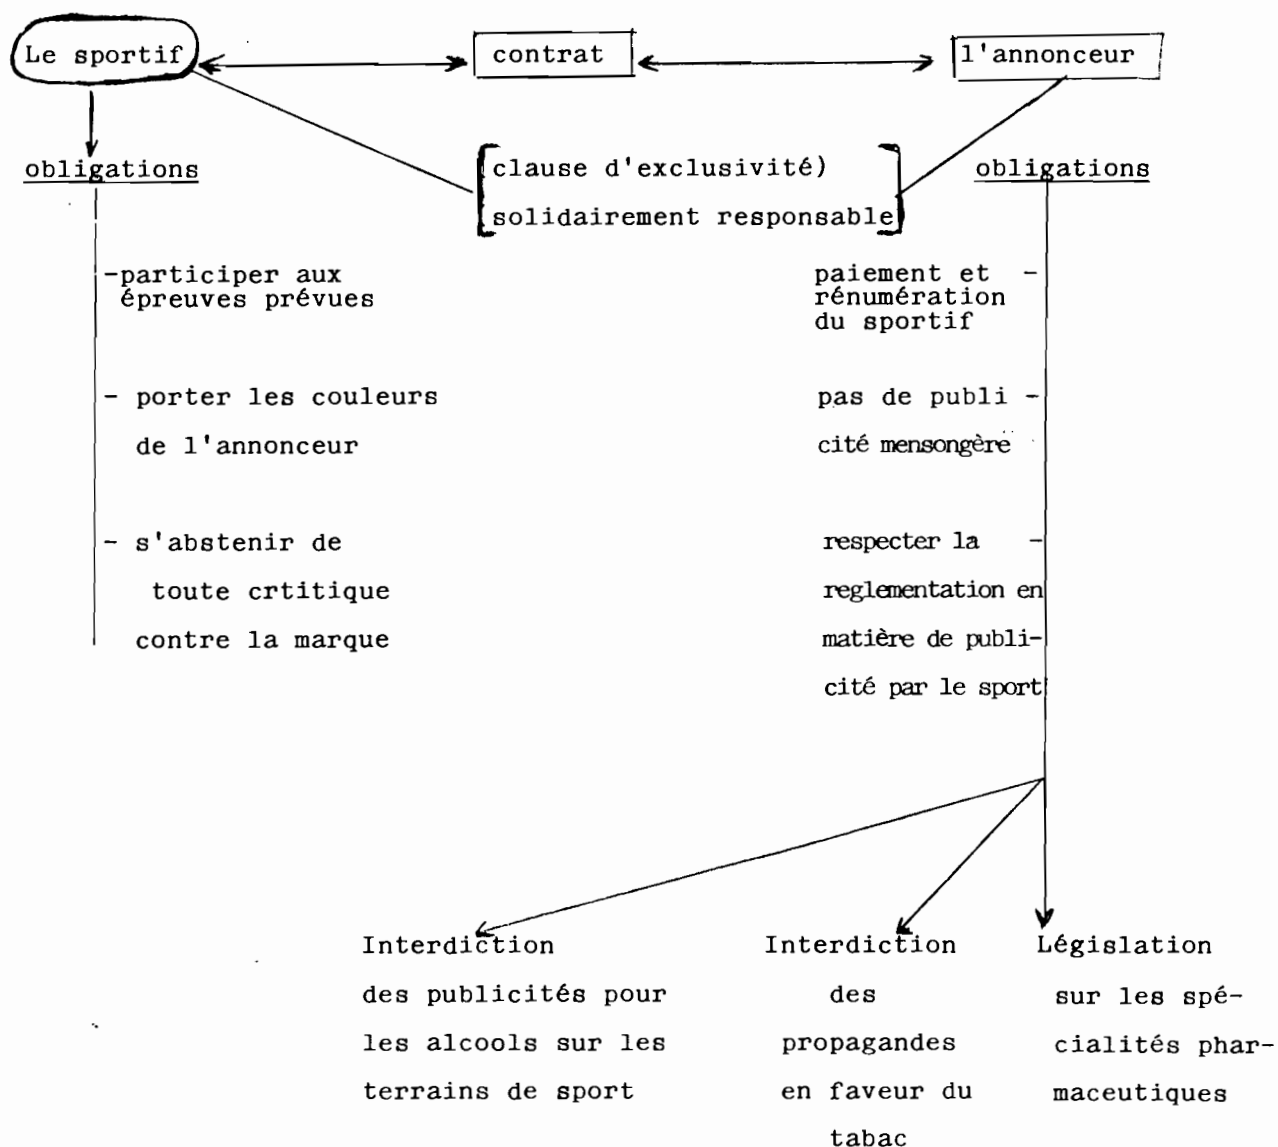 Le sportif
contrat
l'annonceur
clause d'exclusivité)
solidairement responsable
obligations
-participer aux
épreuves prévues
- porter les couleurs
de l'annonceur
- s'abstenir de
toute crtitique
contre la marque
obligations
paiement et -
rénumération
du sportif
pas de publi -
cité mensongère
respecter la -
reglementation en
matière de publi-
cité par le sport
Interdiction
des publicités pour
les alcools sur les
terrains de sport
Interdiction
des
propagandes
en faveur du
tabac
Législation
sur les spé-
cialités phar-
maceutiques